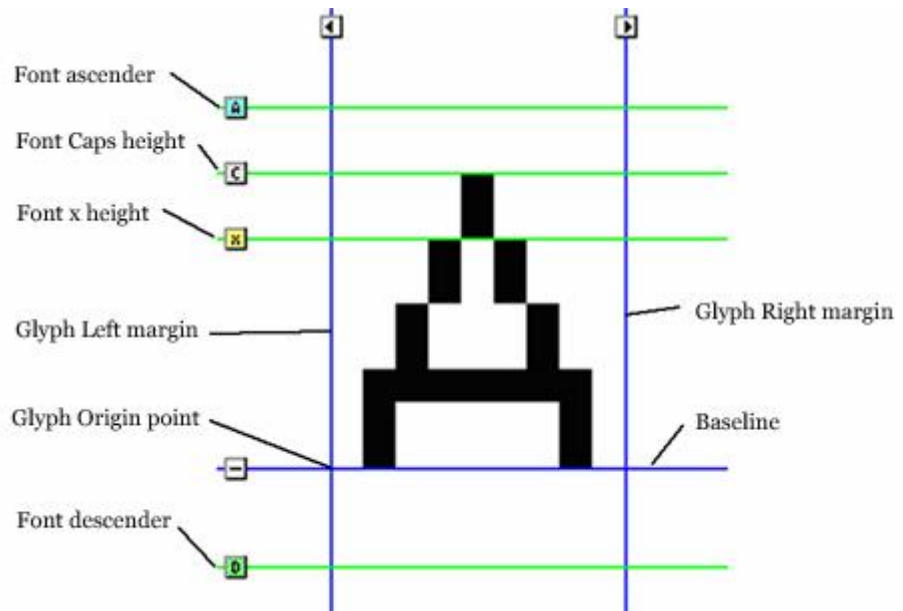 Font ascender
A
Font Caps height
C
Font x height
x
Glyph Left margin
Glyph Right margin
Glyph Origin point
Baseline
Font descender
D